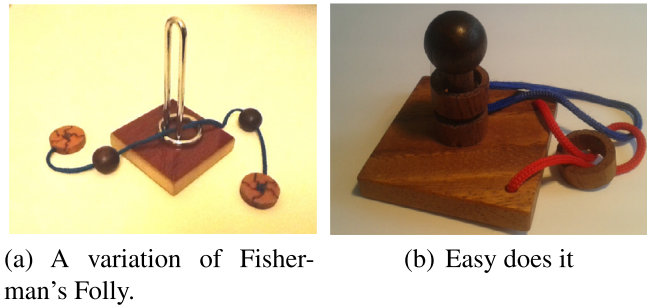 (a) A variation of Fisher-
man's Folly.
(b) Easy does it